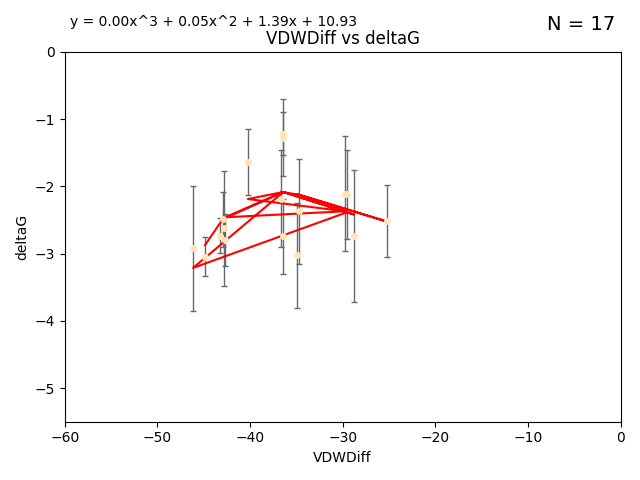 y = 0.00x^3 + 0.05x^2 + 1.39x + 10.93
N = 17
VDWDiff vs deltaG
0
−1
−2
−3
−4
−5
deltaG
−60 −50 −40 −30 −20 −10 0
VDWDiff